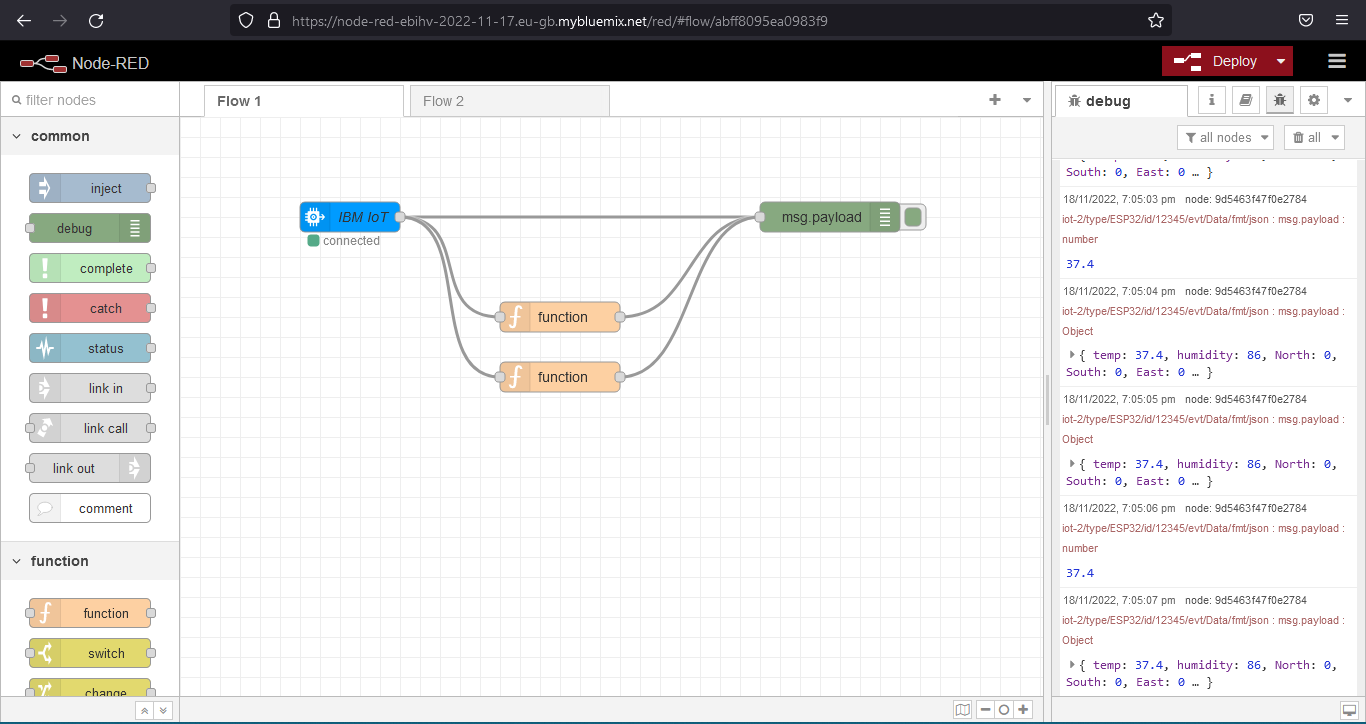 https://node-red-ebihv-2022-11-17.eu-gb.mybluemix.net/red/#flow/abff8095ea0983f9
Node-RED
Deploy
filter nodes
common
inject
debug
complete
catch
status
link in
link call
link out
comment
function
function
switch
change
Flow 1
Flow 2
IBM IoT
connected
msg.payload
function
function
debug
i
all nodes
all
South: 0, East: 0 … }
18/11/2022, 7:05:03 pm node: 9d5463f47f0e2784
iot-2/type/ESP32/id/12345/evt/Data/fmt/json : msg.payload :
number
37.4
18/11/2022, 7:05:04 pm node: 9d5463f47f0e2784
iot-2/type/ESP32/id/12345/evt/Data/fmt/json : msg.payload :
Object
{ temp: 37.4, humidity: 86, North: 0,
South: 0, East: 0 … }
18/11/2022, 7:05:05 pm node: 9d5463f47f0e2784
iot-2/type/ESP32/id/12345/evt/Data/fmt/json : msg.payload :
Object
{ temp: 37.4, humidity: 86, North: 0,
South: 0, East: 0 … }
18/11/2022, 7:05:06 pm node: 9d5463f47f0e2784
iot-2/type/ESP32/id/12345/evt/Data/fmt/json : msg.payload :
number
37.4
18/11/2022, 7:05:07 pm node: 9d5463f47f0e2784
iot-2/type/ESP32/id/12345/evt/Data/fmt/json : msg.payload :
Object
{ temp: 37.4, humidity: 86, North: 0,
South: 0, East: 0 … }